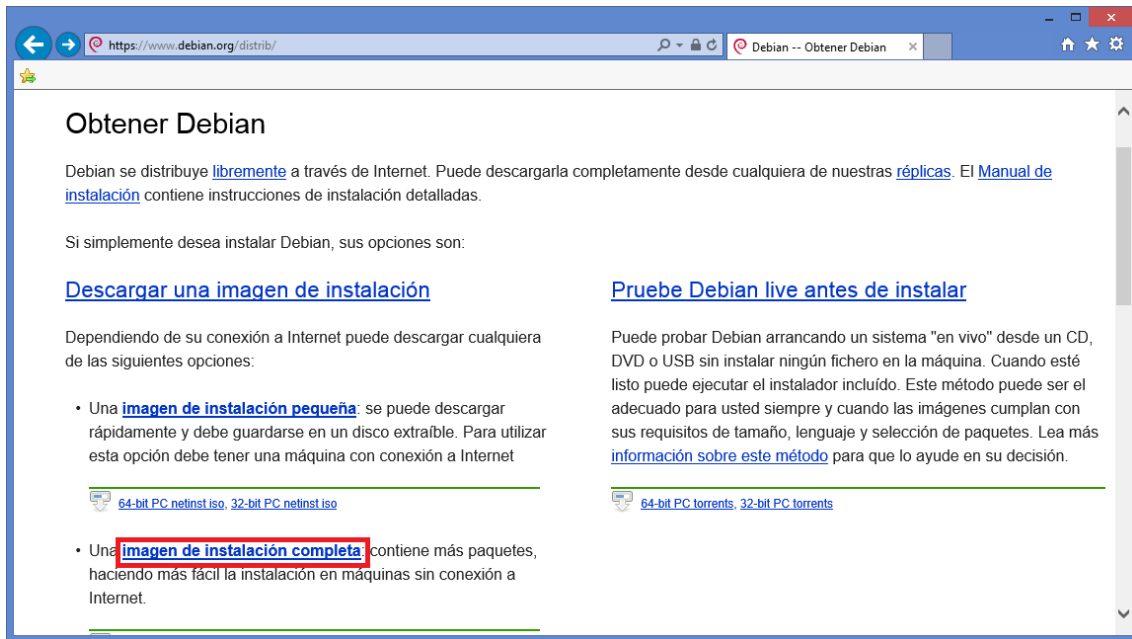 https://www.debian.org/distrib/
Debian -- Obtener Debian
Obtener Debian
Debian se distribuye libremente a través de Internet. Puede descargarla completamente desde cualquiera de nuestras réplicas. El Manual de
instalación contiene instrucciones de instalación detalladas.
Si simplemente desea instalar Debian, sus opciones son:
Descargar una imagen de instalación
Dependiendo de su conexión a Internet puede descargar cualquiera
de las siguientes opciones:
• Una imagen de instalación pequeña: se puede descargar
rápidamente y debe guardarse en un disco extraíble. Para utilizar
esta opción debe tener una máquina con conexión a Internet
64-bit PC netinst iso, 32-bit PC netinst iso
• Una imagen de instalación completa: contiene más paquetes,
haciendo más fácil la instalación en máquinas sin conexión a
Internet.
Pruebe Debian live antes de instalar
Puede probar Debian arrancando un sistema "en vivo" desde un CD,
DVD o USB sin instalar ningún fichero en la máquina. Cuando esté
listo puede ejecutar el instalador incluído. Este método puede ser el
adecuado para usted siempre y cuando las imágenes cumplan con
sus requisitos de tamaño, lenguaje y selección de paquetes. Lea más
información sobre este método para que lo ayude en su decisión.
64-bit PC torrents, 32-bit PC torrents